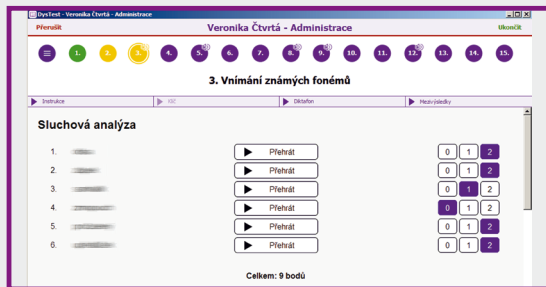 DysTest - Veronika Čtvrtá - Administrace
Přerušit Veronika Čtvrtá - Administrace Ukončit
1. 2. 3. 4. 5. 6. 7. 8. 9. 10. 11. 12. 13. 14. 15.
3. Vnímání známých fonémů
Instrukce ISC Diktafon Mezivýsledky
Sluchová analýza
1. Přehrát 0 1 2
2. Přehrát 0 1 2
3. Přehrát 0 1 2
4. Přehrát 0 1 2
5. Přehrát 0 1 2
6. Přehrát 0 1 2
Celkem: 9 bodů